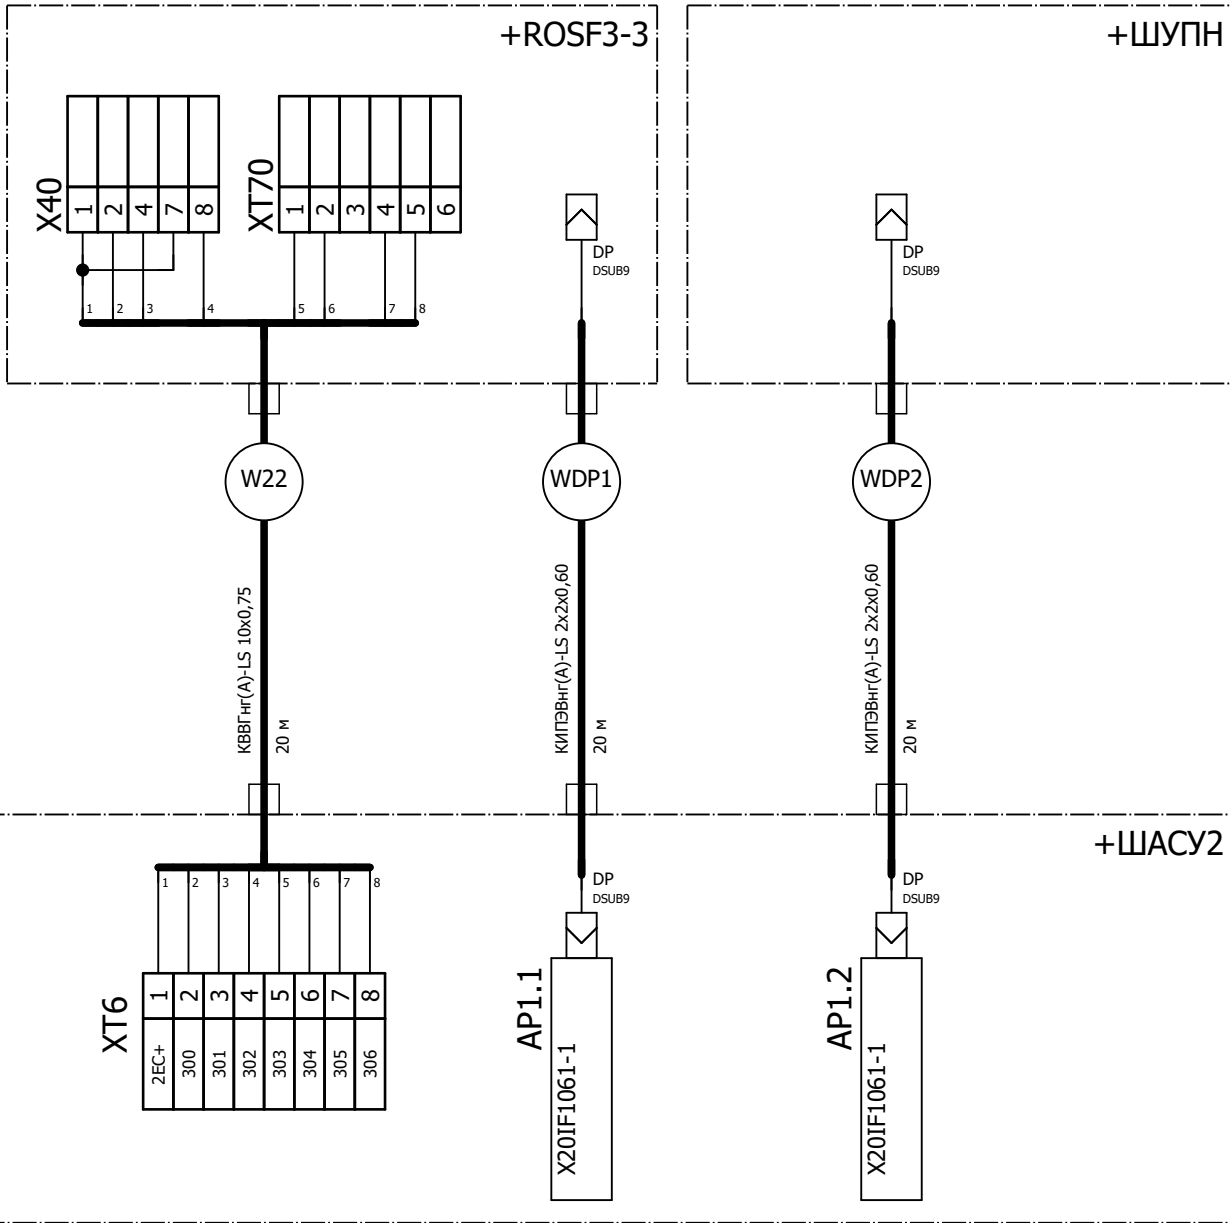 +ROSF3-3
+ШУПН
X40
1 2 4 7 8
XT70
1 2 3 4 5 6
DP
DSUB9
DP
DSUB9
1 2 3 4 5 6 7 8
W22
WDP1
WDP2
КВВГнг(А)-LS 10x0,75
20 м
КИПЭВнг(А)-LS 2x2x0,60
20 м
КИПЭВнг(А)-LS 2x2x0,60
20 м
+ШАСУ2
1 2 3 4 5 6 7 8
DP
DSUB9
DP
DSUB9
XT6
1 2 3 4 5 6 7 8
2EC+ 300 301 302 303 304 305 306
AP1.1
X20IF1061-1
AP1.2
X20IF1061-1